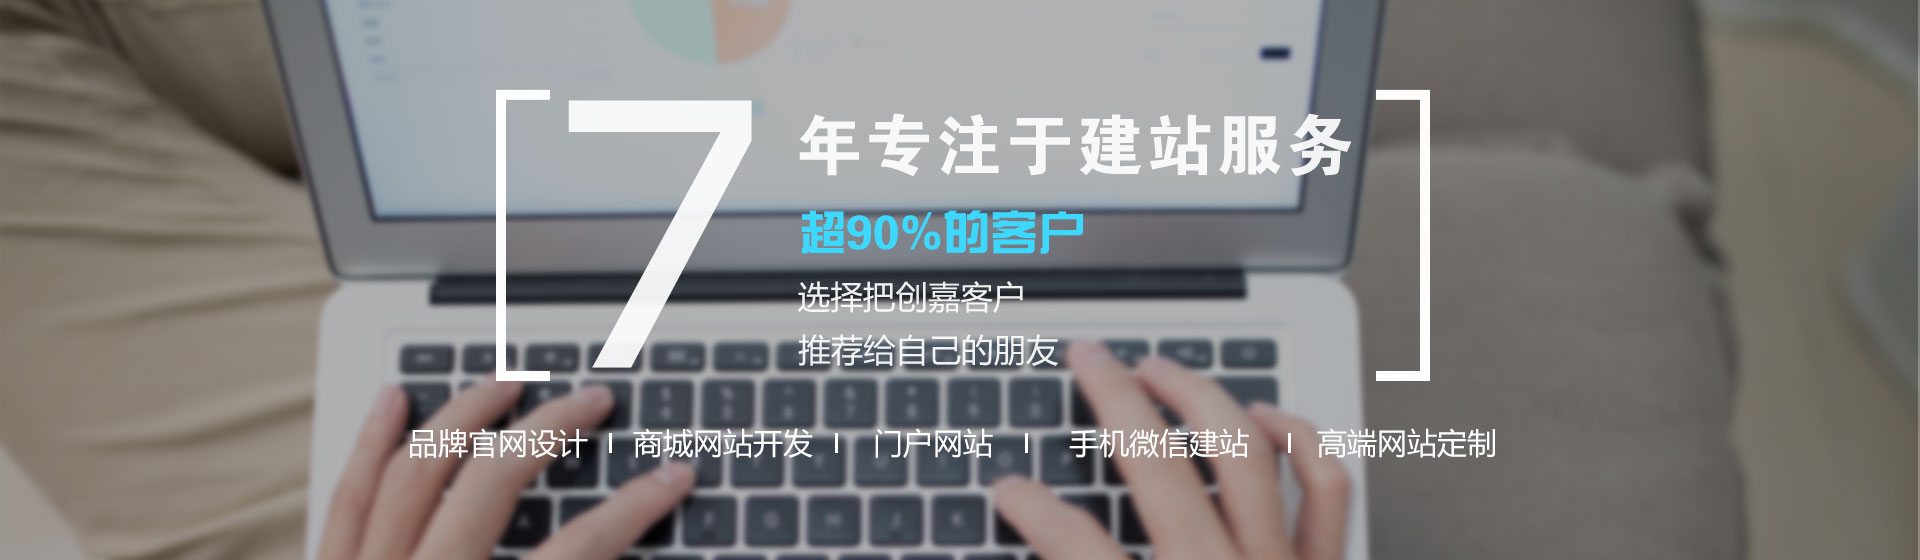 7年专注于建站服务
超90%的客户
选择把创嘉客户
推荐给自己的朋友
品牌官网设计 | 商城网站开发 | 门户网站 | 手机微信建站 | 高端网站定制